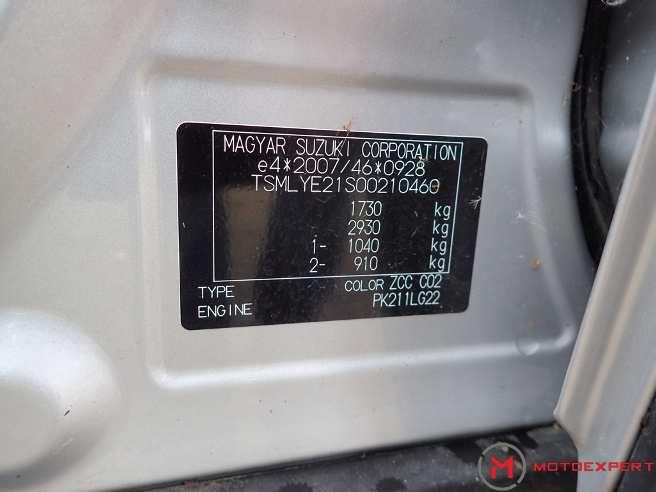 MAGYAR SUZUKI CORPORATION
e4*2007/46*0928
TSMLYE21S00210460
1730 kg
2930 kg
1- 1040 kg
2- 910 kg
TYPE COLOR ZCC C02
ENGINE PK211LG22
MOTOEXPERT